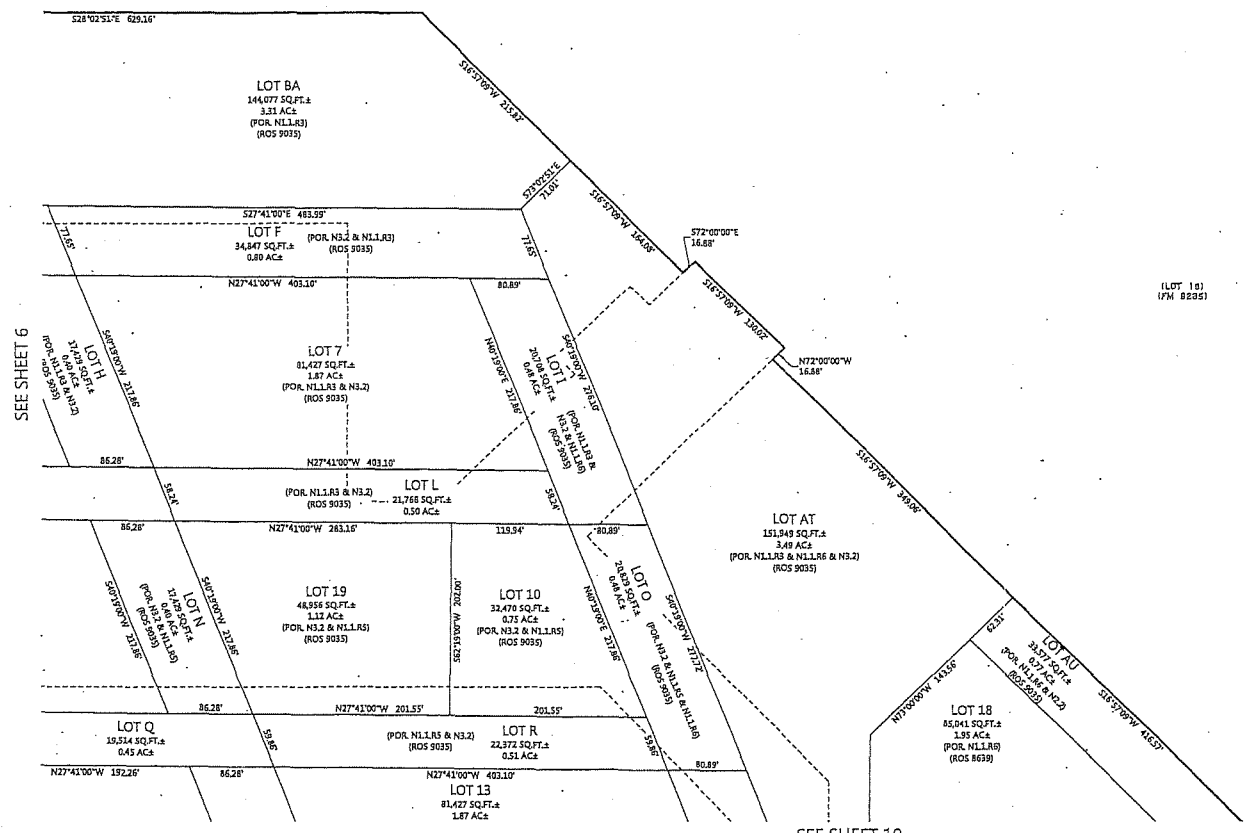 S28°02'51"E 629.16'
LOT BA
144,077 SQ.FT.±
3.31 AC±
(POR. N1.1.R3)
(ROS 9035)
S16°57'09"W 215.82'
S73°02'51"E
71.01'
S16°57'09"W 164.08'
S72°00'00"E
16.88'
S16°57'09"W 130.02'
N72°00'00"W
16.88'
(LOT 18)
(FM 8235)
S27°41'00"E 483.99'
LOT F
34,847 SQ.FT.±
0.80 AC±
(POR. N3.2 & N1.1.R3)
(ROS 9035)
77.65'
77.65'
N27°41'00"W 403.10'
80.89'
SEE SHEET 6
LOT H
17,429 SQ.FT.±
0.40 AC±
(POR. N1.1.R3 & N3.2)
(ROS 9035)
S40°19'00"W 217.86'
LOT 7
81,427 SQ.FT.±
1.87 AC±
(POR. N1.1.R3 & N3.2)
(ROS 9035)
N40°19'00"E 217.86'
LOT I
20,708 SQ.FT.±
0.48 AC±
(POR. N1.1.R3 &
N3.2 & N1.1.R6)
(ROS 9035)
S40°19'00"W 276.10'
86.28'
N27°41'00"W 403.10'
58.24'
(POR. N1.1.R3 & N3.2)
(ROS 9035)
LOT L
21,768 SQ.FT.±
0.50 AC±
58.24'
86.28'
N27°41'00"W 283.16'
119.94'
80.89'
S16°57'09"W 349.06'
LOT AT
151,949 SQ.FT.±
3.49 AC±
(POR. N1.1.R3 & N1.1.R6 & N3.2)
(ROS 9035)
S40°19'00"W 217.86'
LOT N
17,429 SQ.FT.±
0.40 AC±
(POR. N3.2 & N1.1.R5)
(ROS 9035)
S40°19'00"W 217.86'
LOT 19
48,956 SQ.FT.±
1.12 AC±
(POR. N3.2 & N1.1.R5)
(ROS 9035)
S62°19'00"W 202.00'
LOT 10
32,470 SQ.FT.±
0.75 AC±
(POR. N3.2 & N1.1.R5)
(ROS 9035)
N40°19'00"E 217.86'
LOT O
20,829 SQ.FT.±
0.48 AC±
(POR. N3.2 & N1.1.R5 & N1.1.R6)
(ROS 9035)
S40°19'00"W 277.72'
62.31'
LOT AU
33,577 SQ.FT.±
0.77 AC±
(POR. N1.1.R6 & N2.2)
(ROS 9035)
S16°57'09"W 416.57'
N73°00'00"W 143.56'
LOT 18
85,041 SQ.FT.±
1.95 AC±
(POR. N1.1.R6)
(ROS 8639)
86.28'
N27°41'00"W 201.55'
201.55'
LOT Q
19,514 SQ.FT.±
0.45 AC±
59.86'
(POR. N1.1.R5 & N3.2)
(ROS 9035)
LOT R
22,372 SQ.FT.±
0.51 AC±
59.86'
N27°41'00"W 192.26'
86.28'
N27°41'00"W 403.10'
80.89'
LOT 13
81,427 SQ.FT.±
1.87 AC±
SEE SHEET 10